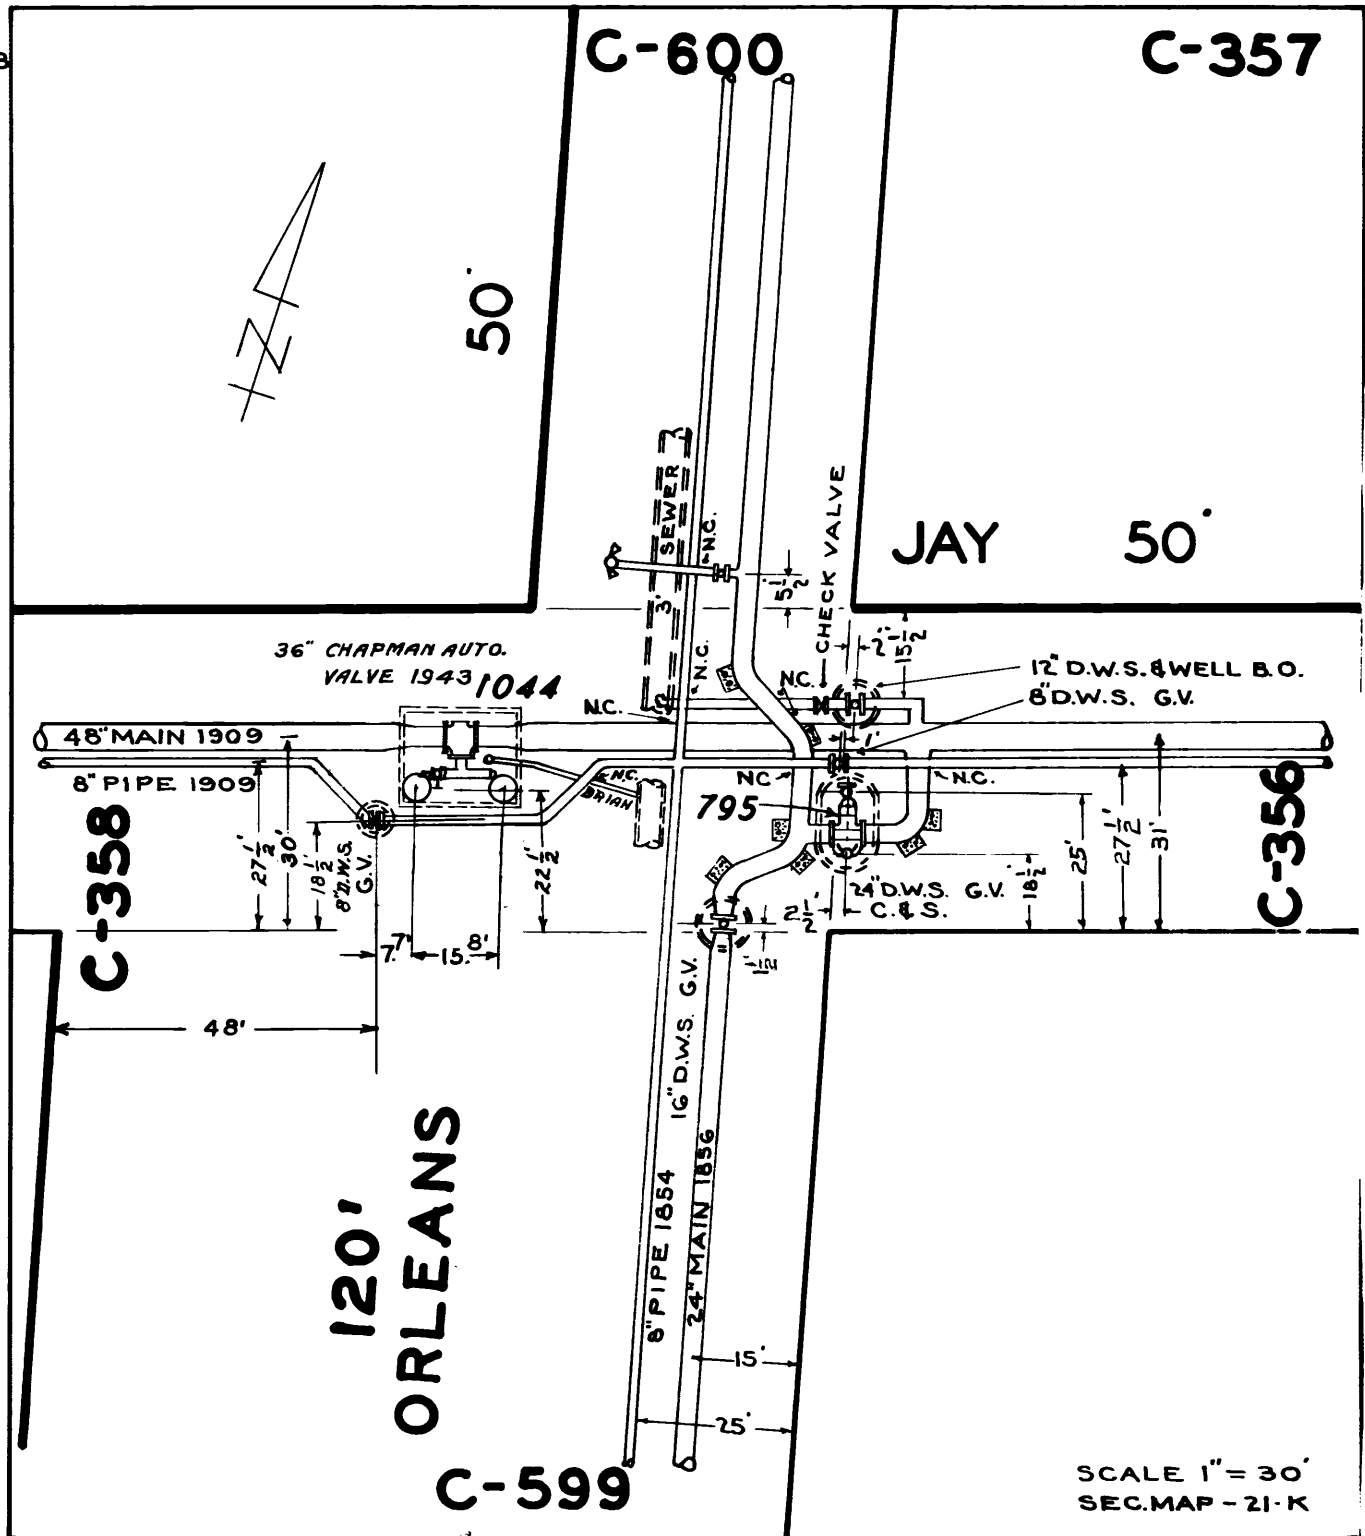 C-600
C-357
N
50'
SEWER
3'
N.C.
CHECK VALVE
JAY 50'
5 1/2'
2'
15 1/2'
36" CHAPMAN AUTO.
VALVE 1943
1044
N.C.
N.C.
N.C.
12" D.W.S. & WELL B.O.
8" D.W.S. G.V.
48" MAIN 1909
8" PIPE 1909
1'
N.C.
DRIAN
NC
N.C.
795
C-358
27 1/2'
30'
18 1/2'
8" D.W.S.
G.V.
22 1/2'
24" D.W.S. G.V.
C. & S.
2 1/2'
18 1/2'
25'
27 1/2'
31'
C-356
7.7'
15.8'
1 1/2'
48'
16" D.W.S. G.V.
120'
ORLEANS
8" PIPE 1854
24" MAIN 1856
15'
25'
C-599
SCALE 1" = 30'
SEC. MAP - 21-K